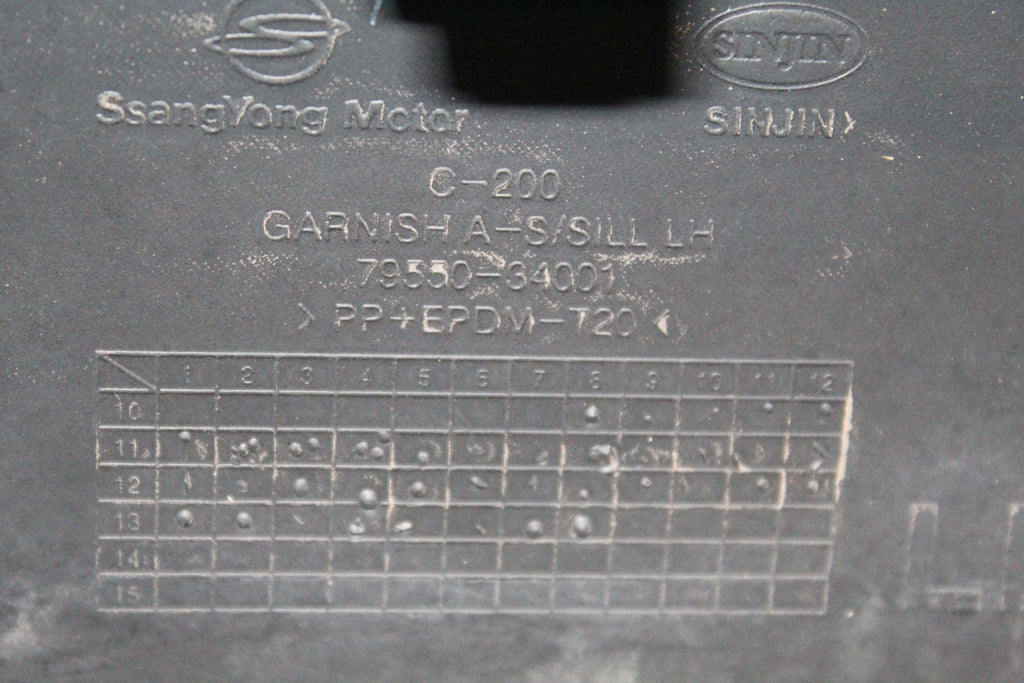 SINJIN
SsangYong Motor
SINJIN>
C-200
GARNISH A-S/SILL LH
79550-34001
>PP+EPDM-T20<
1 2 3 4 5 6 7 8 9 10 11 12
10
11
12
13
14
15